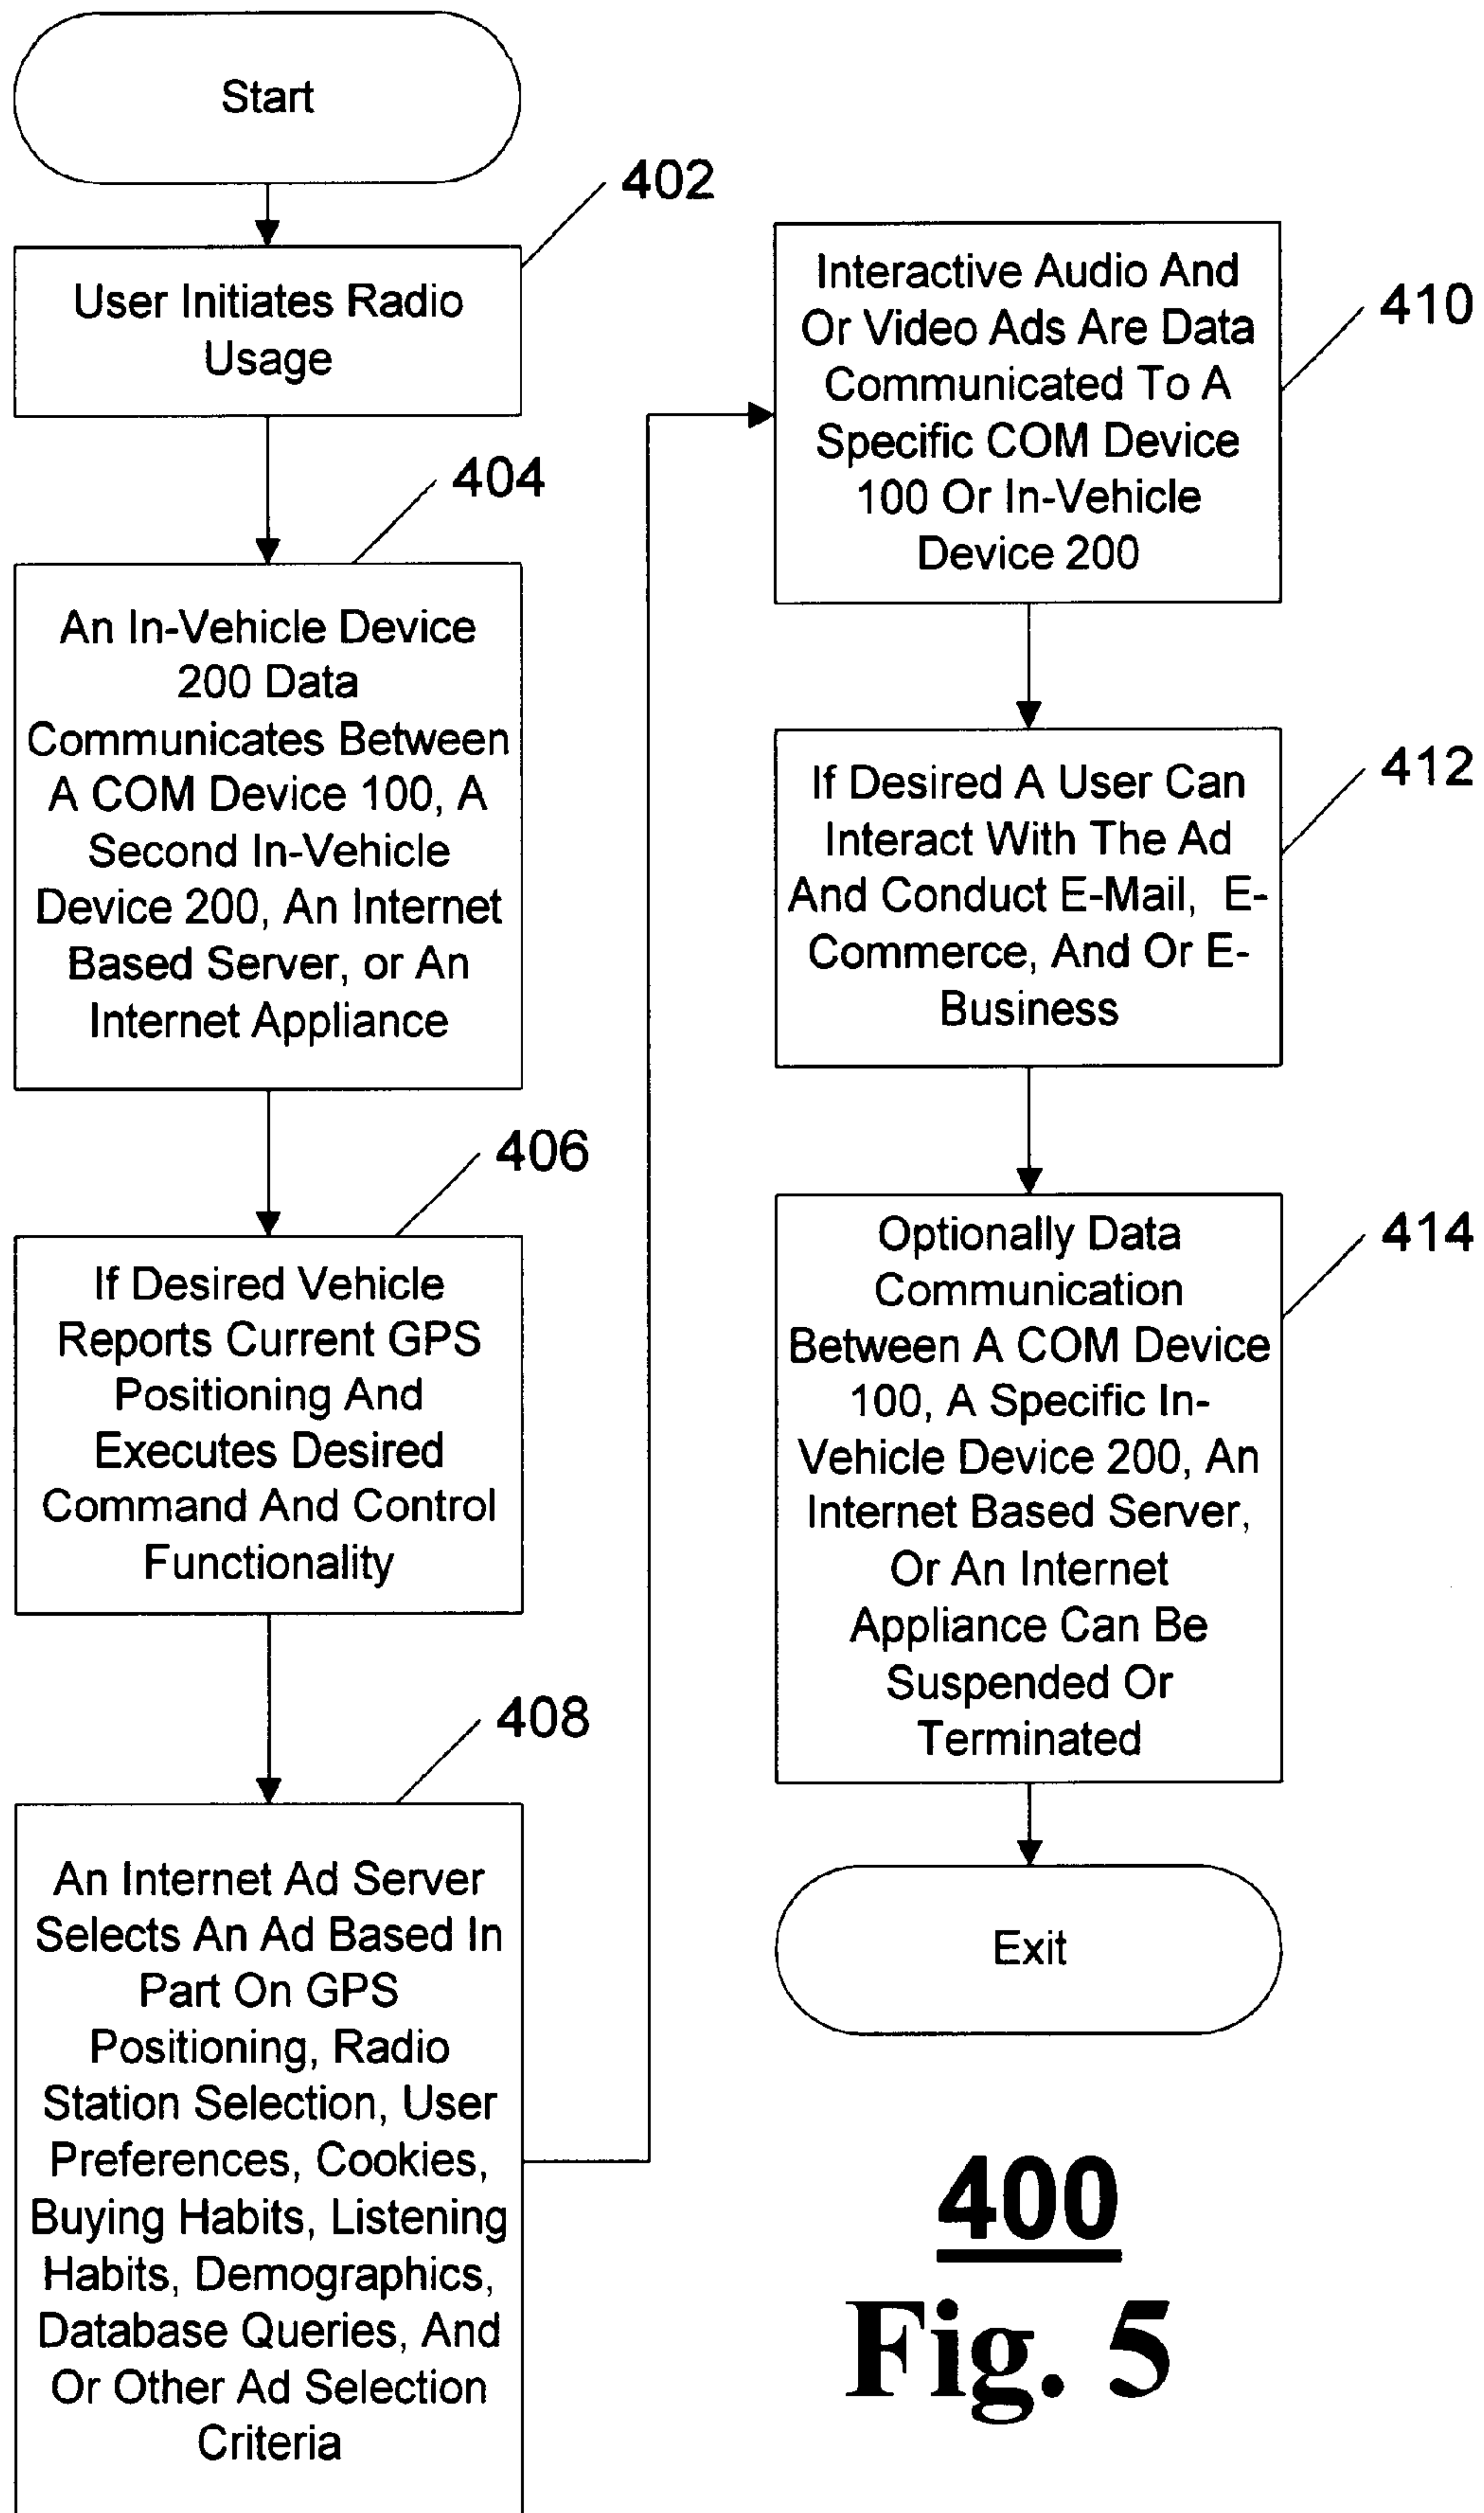 Start
402
User Initiates Radio
Usage
404
An In-Vehicle Device
200 Data
Communicates Between
A COM Device 100, A
Second In-Vehicle
Device 200, An Internet
Based Server, or An
Internet Appliance
406
If Desired Vehicle
Reports Current GPS
Positioning And
Executes Desired
Command And Control
Functionality
408
An Internet Ad Server
Selects An Ad Based In
Part On GPS
Positioning, Radio
Station Selection, User
Preferences, Cookies,
Buying Habits, Listening
Habits, Demographics,
Database Queries, And
Or Other Ad Selection
Criteria
Interactive Audio And
Or Video Ads Are Data
Communicated To A
Specific COM Device
100 Or In-Vehicle
Device 200
410
If Desired A User Can
Interact With The Ad
And Conduct E-Mail, E-
Commerce, And Or E-
Business
412
Optionally Data
Communication
Between A COM Device
100, A Specific In-
Vehicle Device 200, An
Internet Based Server,
Or An Internet
Appliance Can Be
Suspended Or
Terminated
414
Exit
400
Fig. 5